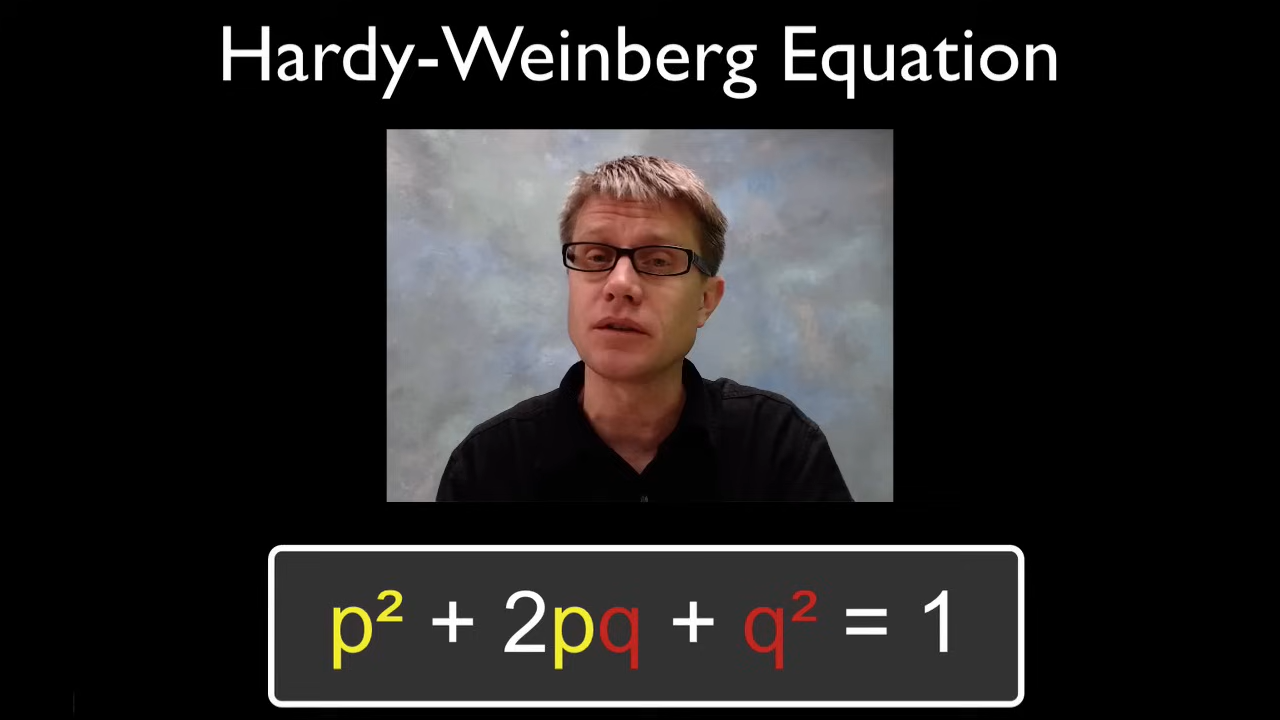 Hardy-Weinberg Equation
p² + 2pq + q² = 1